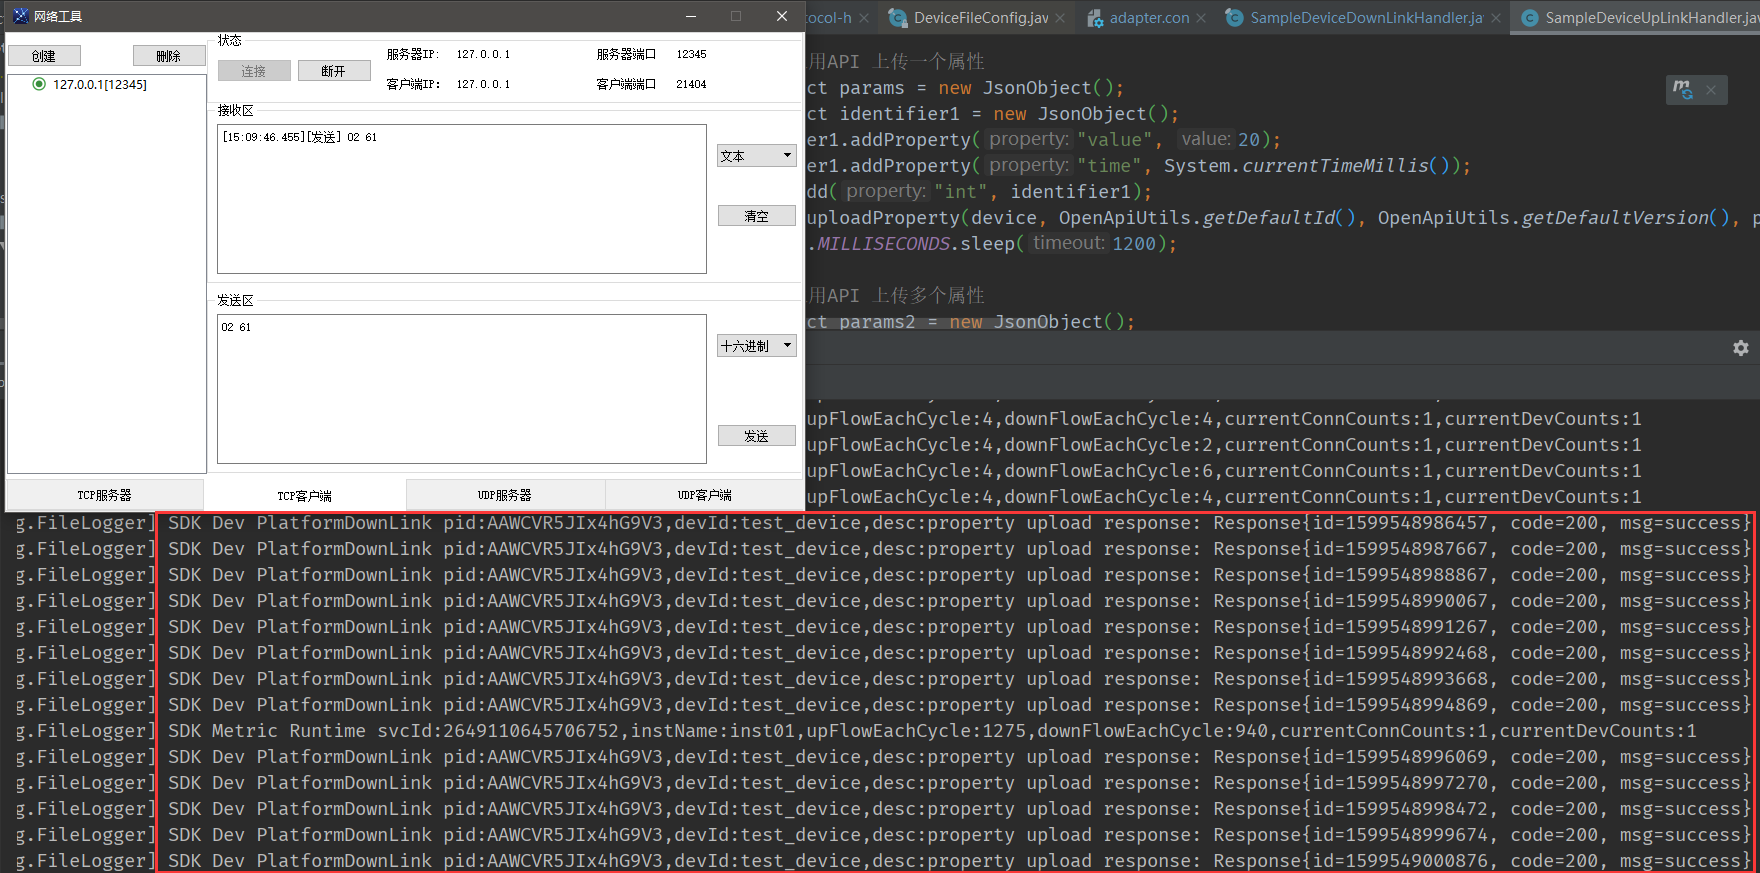 网络工具
创建
删除
127.0.0.1[12345]
状态
连接
断开
服务器IP: 127.0.0.1
服务器端口 12345
客户端IP: 127.0.0.1
客户端端口 21404
接收区
[15:09:46.455][发送] 02 61
文本
清空
发送区
02 61
十六进制
发送
TCP服务器
TCP客户端
UDP服务器
UDP客户端
tocol-h
DeviceFileConfig.jav
adapter.con
SampleDeviceDownLinkHandler.ja
SampleDeviceUpLinkHandler.jav
用API 上传一个属性
ct params = new JsonObject();
ct identifier1 = new JsonObject();
er1.addProperty( property: "value", value: 20);
er1.addProperty( property: "time", System.currentTimeMillis());
dd( property: "int", identifier1);
uploadProperty(device, OpenApiUtils.getDefaultId(), OpenApiUtils.getDefaultVersion(), p
.MILLISECONDS.sleep( timeout: 1200);
用API 上传多个属性
ct params2 = new JsonObject();
upFlowEachCycle:4,downFlowEachCycle:4,currentConnCounts:1,currentDevCounts:1
upFlowEachCycle:4,downFlowEachCycle:2,currentConnCounts:1,currentDevCounts:1
upFlowEachCycle:4,downFlowEachCycle:6,currentConnCounts:1,currentDevCounts:1
upFlowEachCycle:4,downFlowEachCycle:4,currentConnCounts:1,currentDevCounts:1
g.FileLogger] SDK Dev PlatformDownLink pid:AAWCVR5JIx4hG9V3,devId:test_device,desc:property upload response: Response{id=1599548986457, code=200, msg=success}
g.FileLogger] SDK Dev PlatformDownLink pid:AAWCVR5JIx4hG9V3,devId:test_device,desc:property upload response: Response{id=1599548987667, code=200, msg=success}
g.FileLogger] SDK Dev PlatformDownLink pid:AAWCVR5JIx4hG9V3,devId:test_device,desc:property upload response: Response{id=1599548988867, code=200, msg=success}
g.FileLogger] SDK Dev PlatformDownLink pid:AAWCVR5JIx4hG9V3,devId:test_device,desc:property upload response: Response{id=1599548990067, code=200, msg=success}
g.FileLogger] SDK Dev PlatformDownLink pid:AAWCVR5JIx4hG9V3,devId:test_device,desc:property upload response: Response{id=1599548991267, code=200, msg=success}
g.FileLogger] SDK Dev PlatformDownLink pid:AAWCVR5JIx4hG9V3,devId:test_device,desc:property upload response: Response{id=1599548992468, code=200, msg=success}
g.FileLogger] SDK Dev PlatformDownLink pid:AAWCVR5JIx4hG9V3,devId:test_device,desc:property upload response: Response{id=1599548993668, code=200, msg=success}
g.FileLogger] SDK Dev PlatformDownLink pid:AAWCVR5JIx4hG9V3,devId:test_device,desc:property upload response: Response{id=1599548994869, code=200, msg=success}
g.FileLogger] SDK Metric Runtime svcId:2649110645706752,instName:inst01,upFlowEachCycle:1275,downFlowEachCycle:940,currentConnCounts:1,currentDevCounts:1
g.FileLogger] SDK Dev PlatformDownLink pid:AAWCVR5JIx4hG9V3,devId:test_device,desc:property upload response: Response{id=1599548996069, code=200, msg=success}
g.FileLogger] SDK Dev PlatformDownLink pid:AAWCVR5JIx4hG9V3,devId:test_device,desc:property upload response: Response{id=1599548997270, code=200, msg=success}
g.FileLogger] SDK Dev PlatformDownLink pid:AAWCVR5JIx4hG9V3,devId:test_device,desc:property upload response: Response{id=1599548998472, code=200, msg=success}
g.FileLogger] SDK Dev PlatformDownLink pid:AAWCVR5JIx4hG9V3,devId:test_device,desc:property upload response: Response{id=1599548999674, code=200, msg=success}
g.FileLogger] SDK Dev PlatformDownLink pid:AAWCVR5JIx4hG9V3,devId:test_device,desc:property upload response: Response{id=1599549000876, code=200, msg=success}